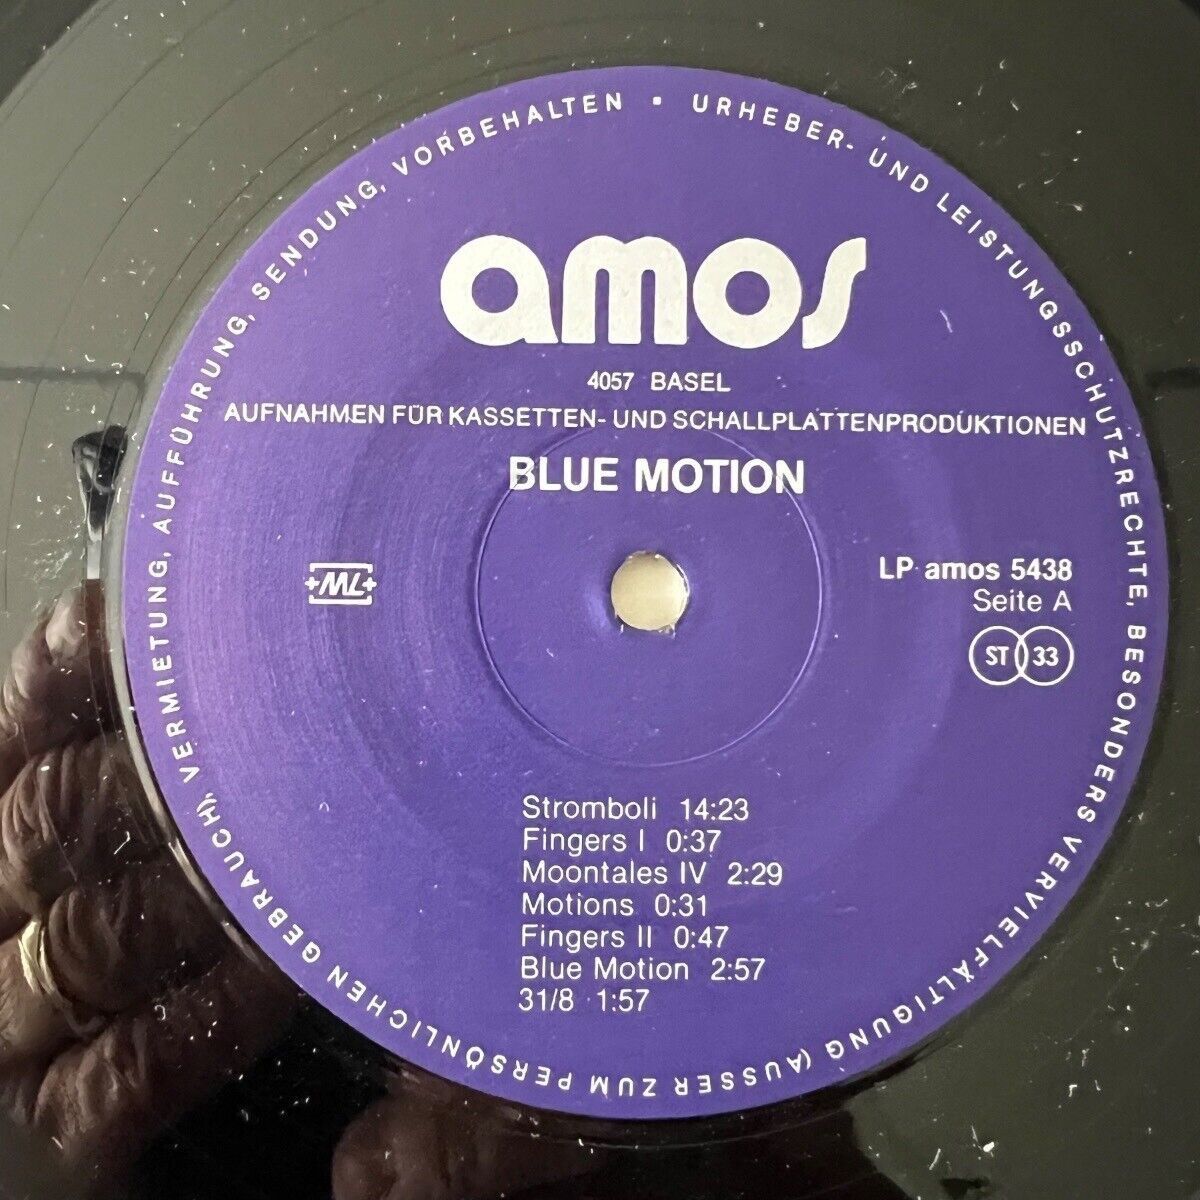 URHEBER- UND LEISTUNGSSCHUTZRECHTE, BESONDERS VERVIELFÄLTIGUNG (AUSSER ZUM PERSÖNLICHEN GEBRAUCH), VERMIETUNG, AUFFÜHRUNG, SENDUNG, VORBEHALTEN ·
amos
4057 BASEL
AUFNAHMEN FÜR KASSETTEN- UND SCHALLPLATTENPRODUKTIONEN
BLUE MOTION
+ML+
LP amos 5438
Seite A
ST 33
Stromboli 14:23
Fingers I 0:37
Moontales IV 2:29
Motions 0:31
Fingers II 0:47
Blue Motion 2:57
31/8 1:57